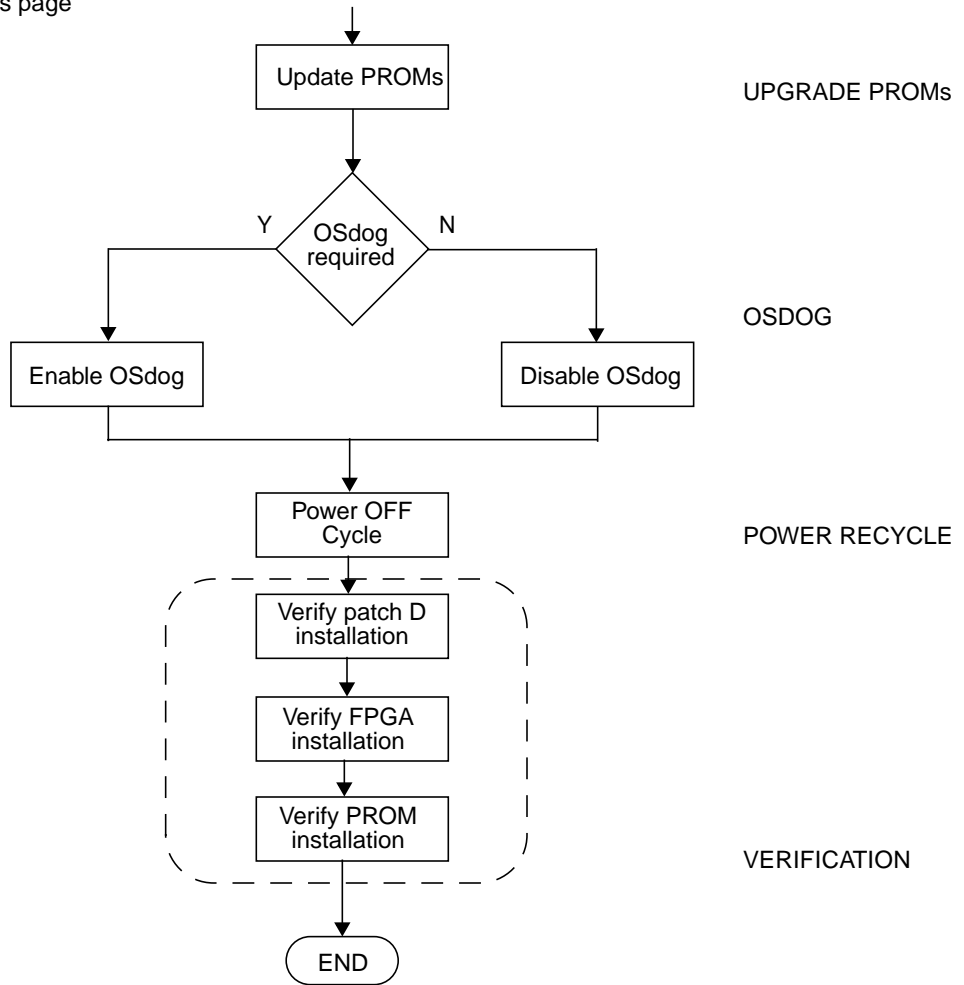 s page
Update PROMs
UPGRADE PROMs
Y
N
OSdog
required
OSDOG
Enable OSdog
Disable OSdog
Power OFF
Cycle
POWER RECYCLE
Verify patch D
installation
Verify FPGA
installation
Verify PROM
installation
VERIFICATION
END